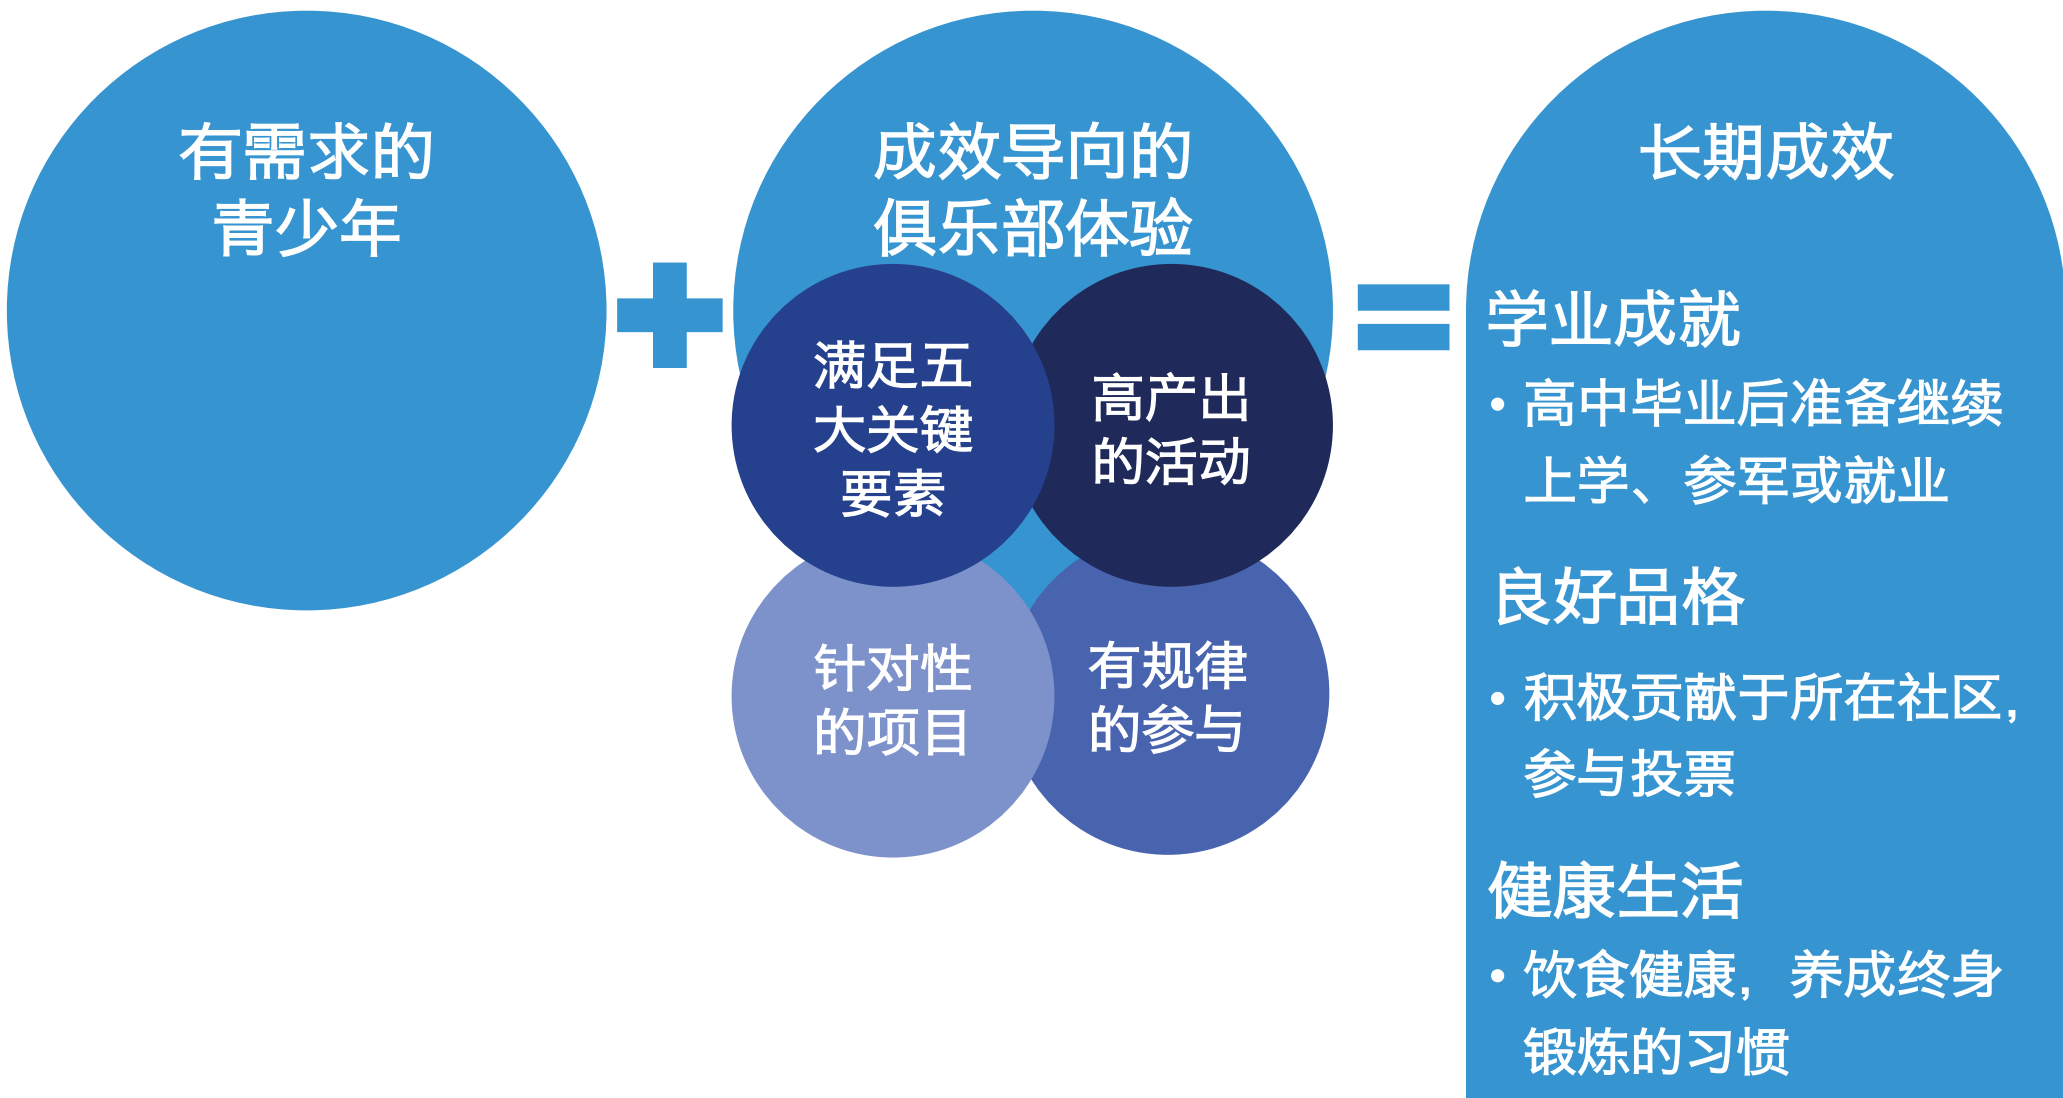 有需求的
青少年
成效导向的
俱乐部体验
满足五
大关键
要素
高产出
的活动
针对性
的项目
有规律
的参与
长期成效
学业成就
• 高中毕业后准备继续
上学、参军或就业
良好品格
• 积极贡献于所在社区，
参与投票
健康生活
• 饮食健康，养成终身
锻炼的习惯